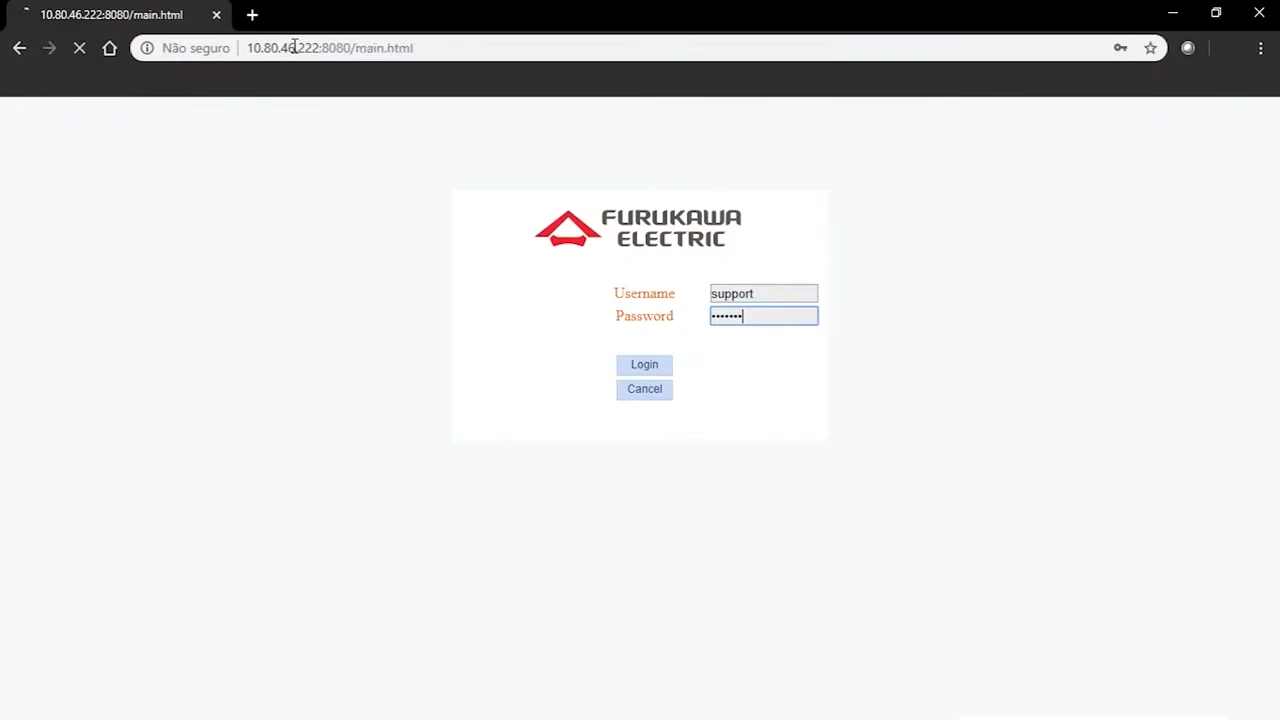 10.80.46.222:8080/main.html
Não seguro
10.80.46.222:8080/main.html
FURUKAWA
ELECTRIC
Username
support
Password
•••••••
Login
Cancel